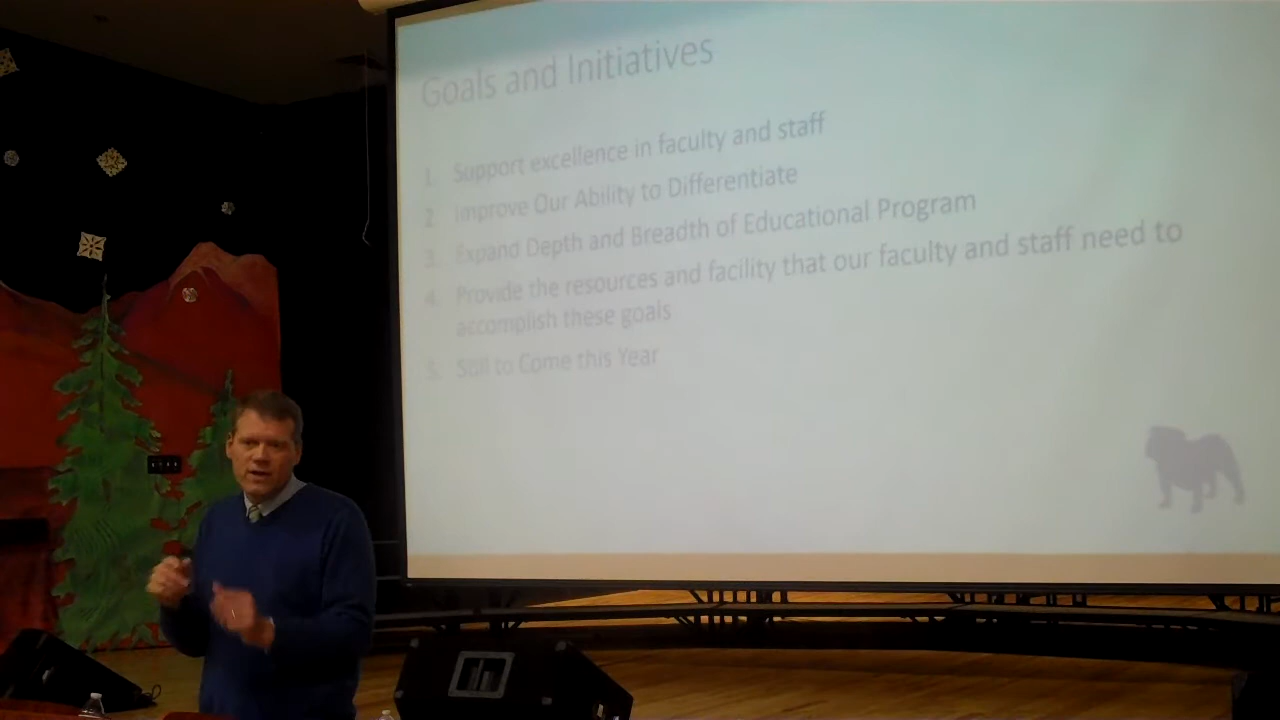 Goals and Initiatives
1. Support excellence in faculty and staff
2. Improve Our Ability to Differentiate
3. Expand Depth and Breadth of Educational Program
4. Provide the resources and facility that our faculty and staff need to
accomplish these goals
5. Still to Come this Year